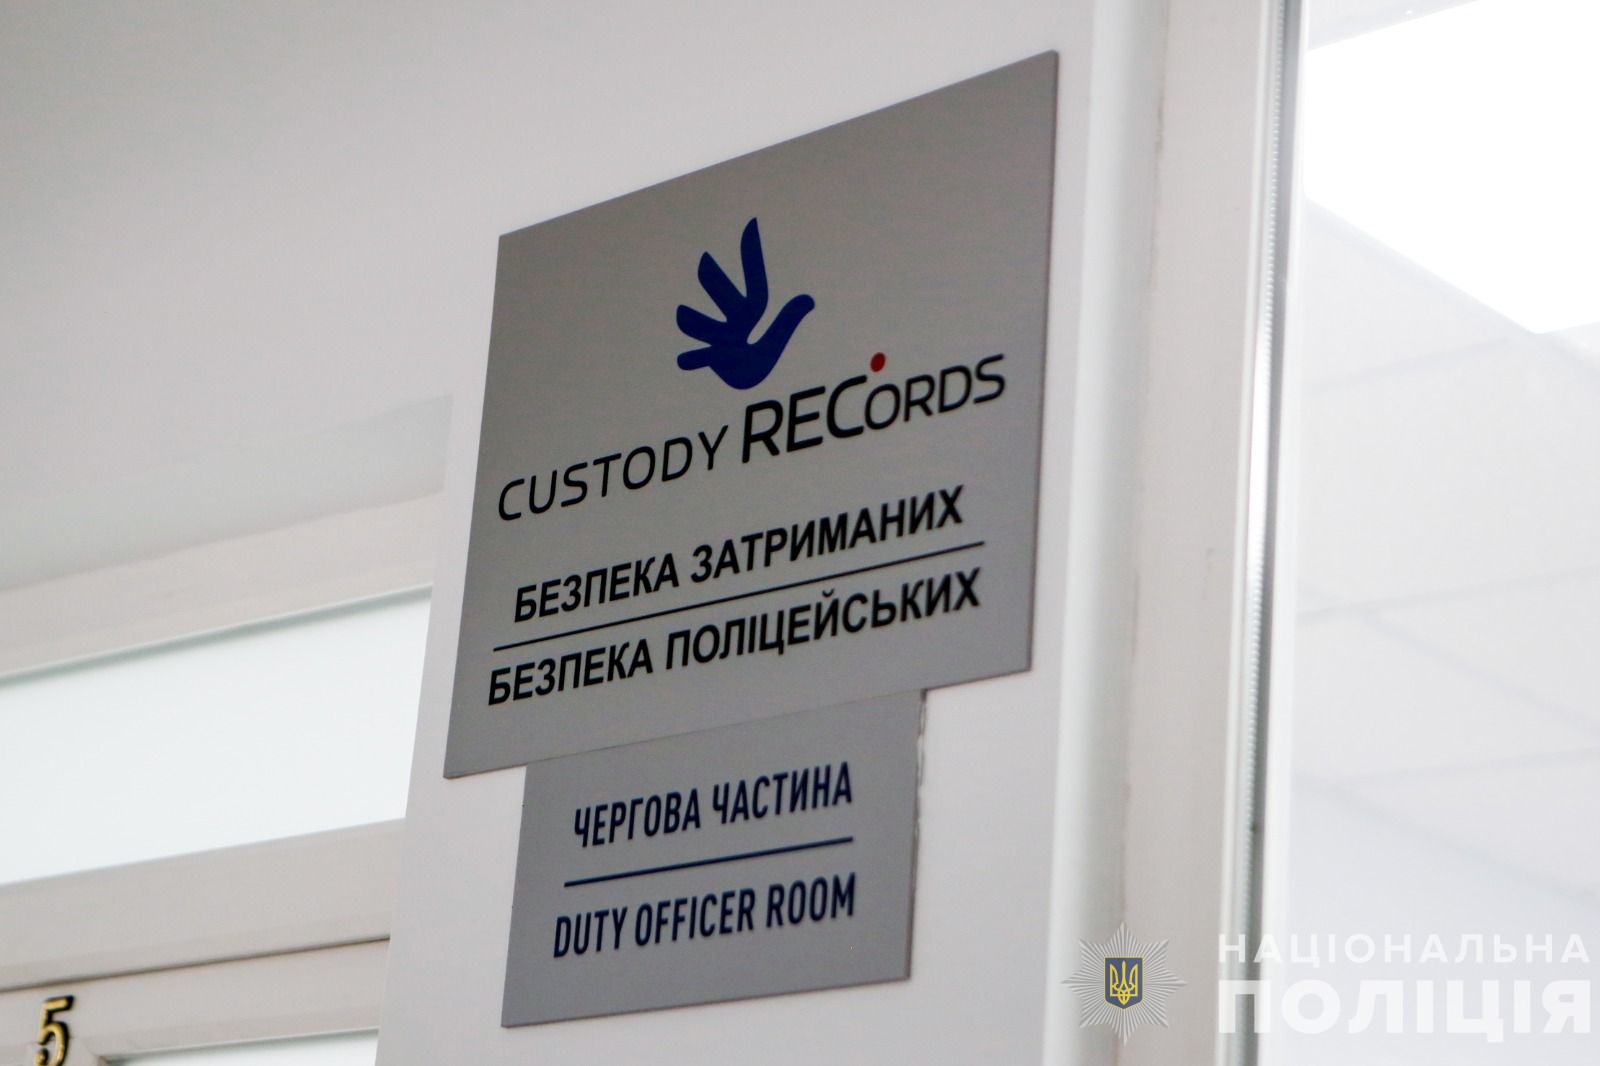 CUSTODY RECORDS
БЕЗПЕКА ЗАТРИМАНИХ
БЕЗПЕКА ПОЛІЦЕЙСЬКИХ
ЧЕРГОВА ЧАСТИНА
DUTY OFFICER ROOM
5
НАЦІОНАЛЬНА
ПОЛІЦІЯ